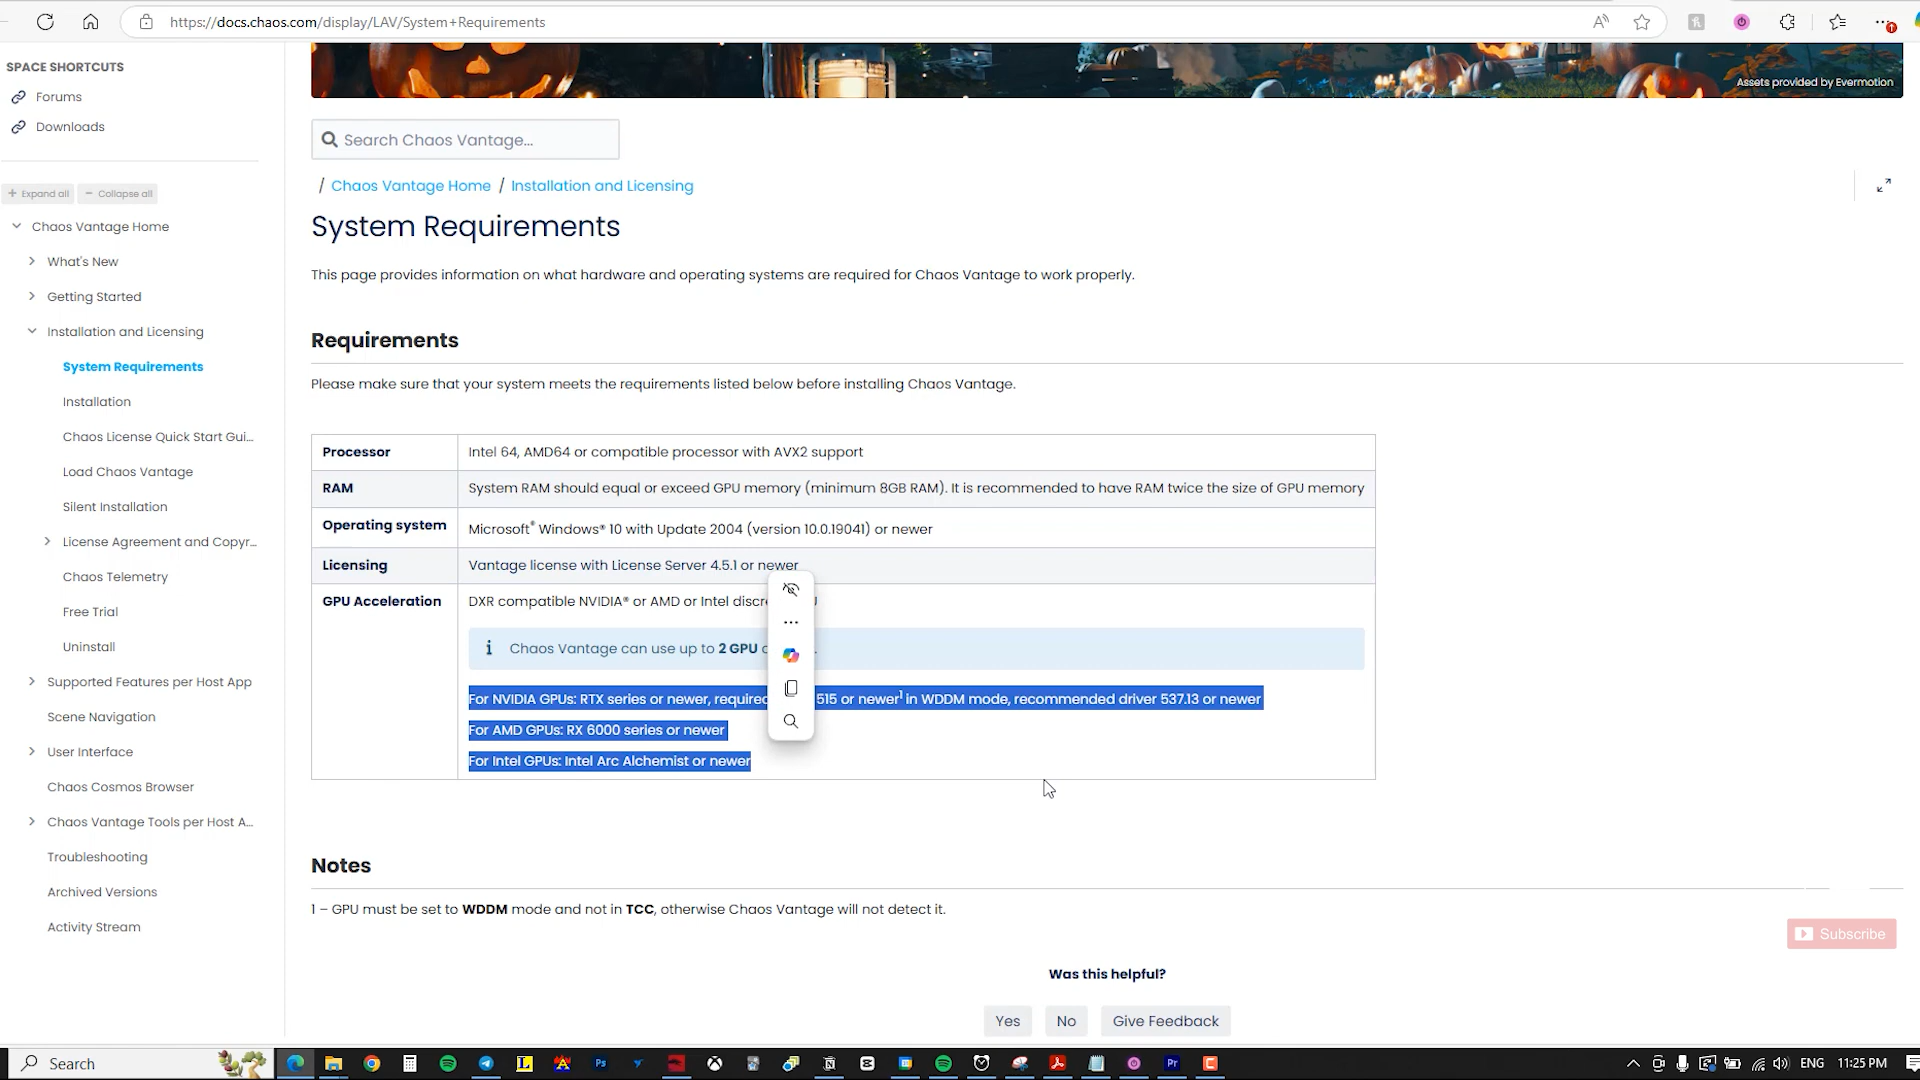 https://docs.chaos.com/display/LAV/System+Requirements
SPACE SHORTCUTS
Forums
Downloads
Assets provided by Evermotion
Search Chaos Vantage...
/ Chaos Vantage Home / Installation and Licensing
+ Expand all − Collapse all
Chaos Vantage Home
What's New
Getting Started
Installation and Licensing
System Requirements
Installation
Chaos License Quick Start Gui...
Load Chaos Vantage
Silent Installation
License Agreement and Copyr...
Chaos Telemetry
Free Trial
Uninstall
Supported Features per Host App
Scene Navigation
User Interface
Chaos Cosmos Browser
Chaos Vantage Tools per Host A...
Troubleshooting
Archived Versions
Activity Stream
System Requirements
This page provides information on what hardware and operating systems are required for Chaos Vantage to work properly.
Requirements
Please make sure that your system meets the requirements listed below before installing Chaos Vantage.
Processor Intel 64, AMD64 or compatible processor with AVX2 support
RAM System RAM should equal or exceed GPU memory (minimum 8GB RAM). It is recommended to have RAM twice the size of GPU memory
Operating system Microsoft® Windows® 10 with Update 2004 (version 10.0.19041) or newer
Licensing Vantage license with License Server 4.5.1 or newer
GPU Acceleration DXR compatible NVIDIA® or AMD or Intel
Chaos Vantage can use up to 2 GPU
For NVIDIA GPUs: RTX series or newer, required 515 or newer¹ in WDDM mode, recommended driver 537.13 or newer
For AMD GPUs: RX 6000 series or newer
For Intel GPUs: Intel Arc Alchemist or newer
Notes
1 – GPU must be set to WDDM mode and not in TCC, otherwise Chaos Vantage will not detect it.
Subscribe
Was this helpful?
Yes No Give Feedback
Search
ENG 11:25 PM